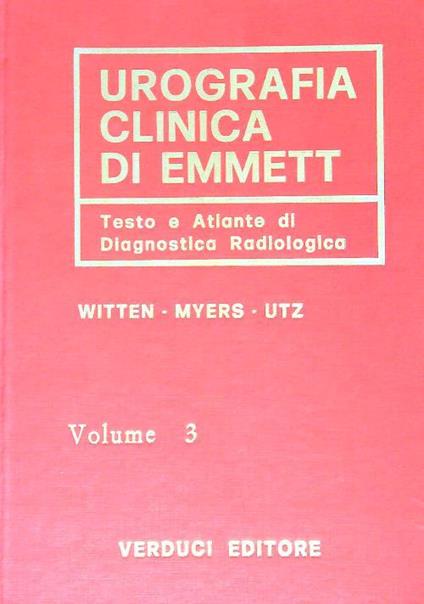 UROGRAFIA
CLINICA
DI EMMETT
Testo e Atlante di
Diagnostica Radiologica
WITTEN - MYERS - UTZ
Volume 3
VERDUCI EDITORE